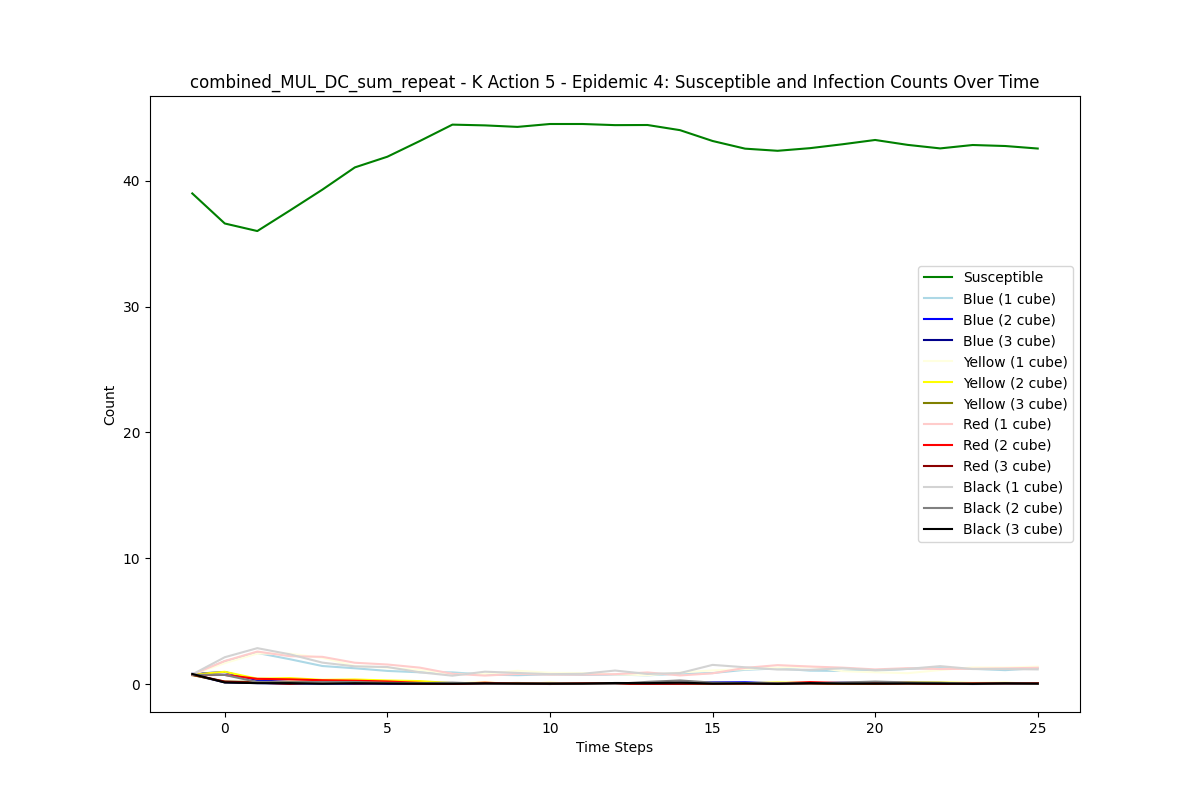 combined_MUL_DC_sum_repeat - K Action 5 - Epidemic 4: Susceptible and Infection Counts Over Time
Count
40
30
20
10
0
Susceptible
Blue (1 cube)
Blue (2 cube)
Blue (3 cube)
Yellow (1 cube)
Yellow (2 cube)
Yellow (3 cube)
Red (1 cube)
Red (2 cube)
Red (3 cube)
Black (1 cube)
Black (2 cube)
Black (3 cube)
0 5 10 15 20 25
Time Steps